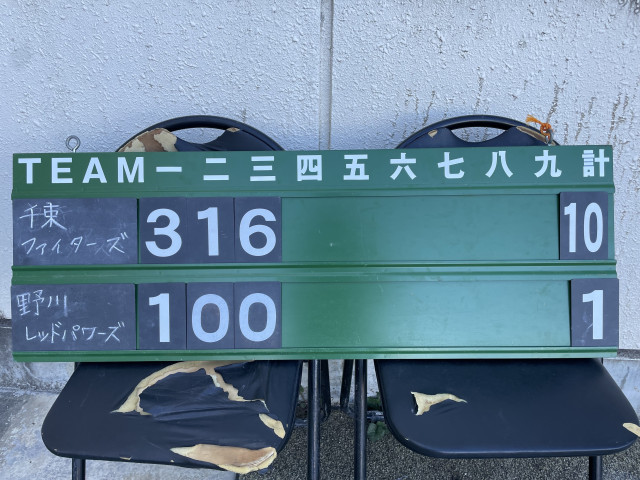 TEAM 一 二 三 四 五 六 七 八 九 計
千東
ファイターズ
3 1 6 10
野川
レッドパワーズ
1 0 0 1